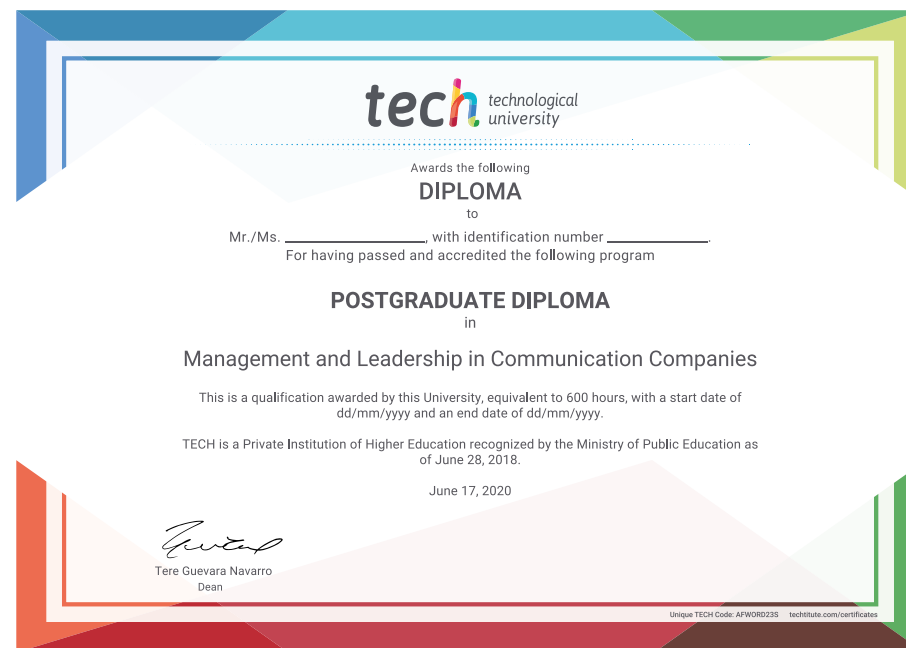 tech technological
university
Awards the following
DIPLOMA
to
Mr./Ms. ____________________, with identification number ______________.
For having passed and accredited the following program
POSTGRADUATE DIPLOMA
in
Management and Leadership in Communication Companies
This is a qualification awarded by this University, equivalent to 600 hours, with a start date of
dd/mm/yyyy and an end date of dd/mm/yyyy.
TECH is a Private Institution of Higher Education recognized by the Ministry of Public Education as
of June 28, 2018.
June 17, 2020
Tere Guevara Navarro
Dean
Unique TECH Code: AFWORD23S techtitute.com/certificates